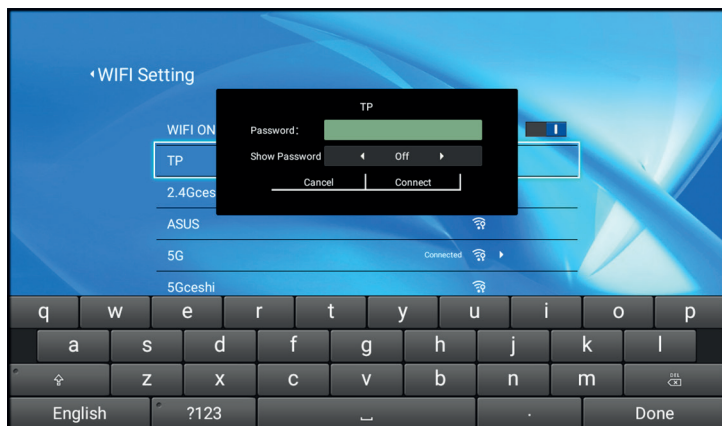 WIFI Setting
TP
WIFI ON
Password:
TP
Show Password Off
2.4Gces
Cancel Connect
ASUS
5G Connected
5Gceshi
q w e r t y u i o p
a s d f g h j k l
z x c v b n m DEL
English ?123 . Done